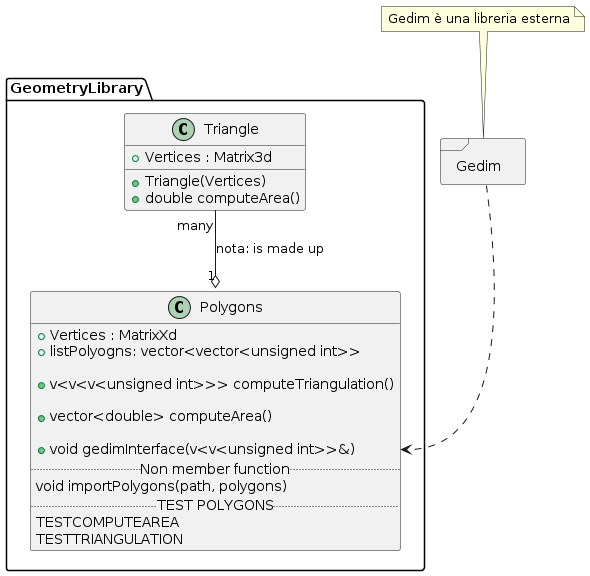 Gedim è una libreria esterna
GeometryLibrary
C Triangle
Vertices : Matrix3d
Triangle(Vertices)
double computeArea()
Gedim
many
nota: is made up
1
C Polygons
Vertices : MatrixXd
listPolyogns: vector<vector<unsigned int>>
v<v<v<unsigned int>>> computeTriangulation()
vector<double> computeArea()
void gedimInterface(v<v<unsigned int>>&)
Non member function
void importPolygons(path, polygons)
TEST POLYGONS
TESTCOMPUTEAREA
TESTTRIANGULATION